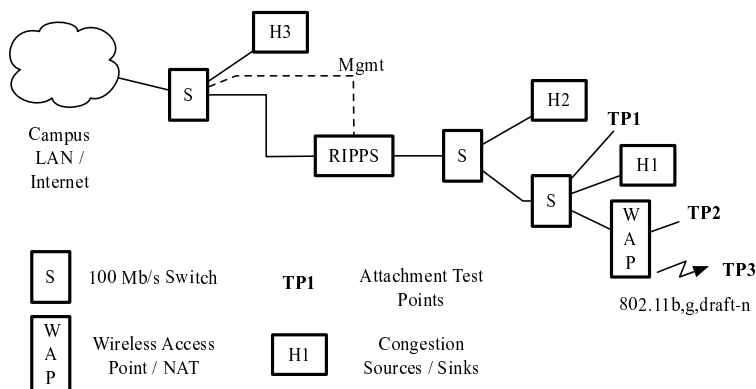 H3
Mgmt
S
H2
TP1
Campus
LAN /
Internet
RIPPS
S
H1
S
W
A
P
TP2
TP3
802.11b,g,draft-n
S
100 Mb/s Switch
TP1
Attachment Test
Points
W
A
P
Wireless Access
Point / NAT
H1
Congestion
Sources / Sinks